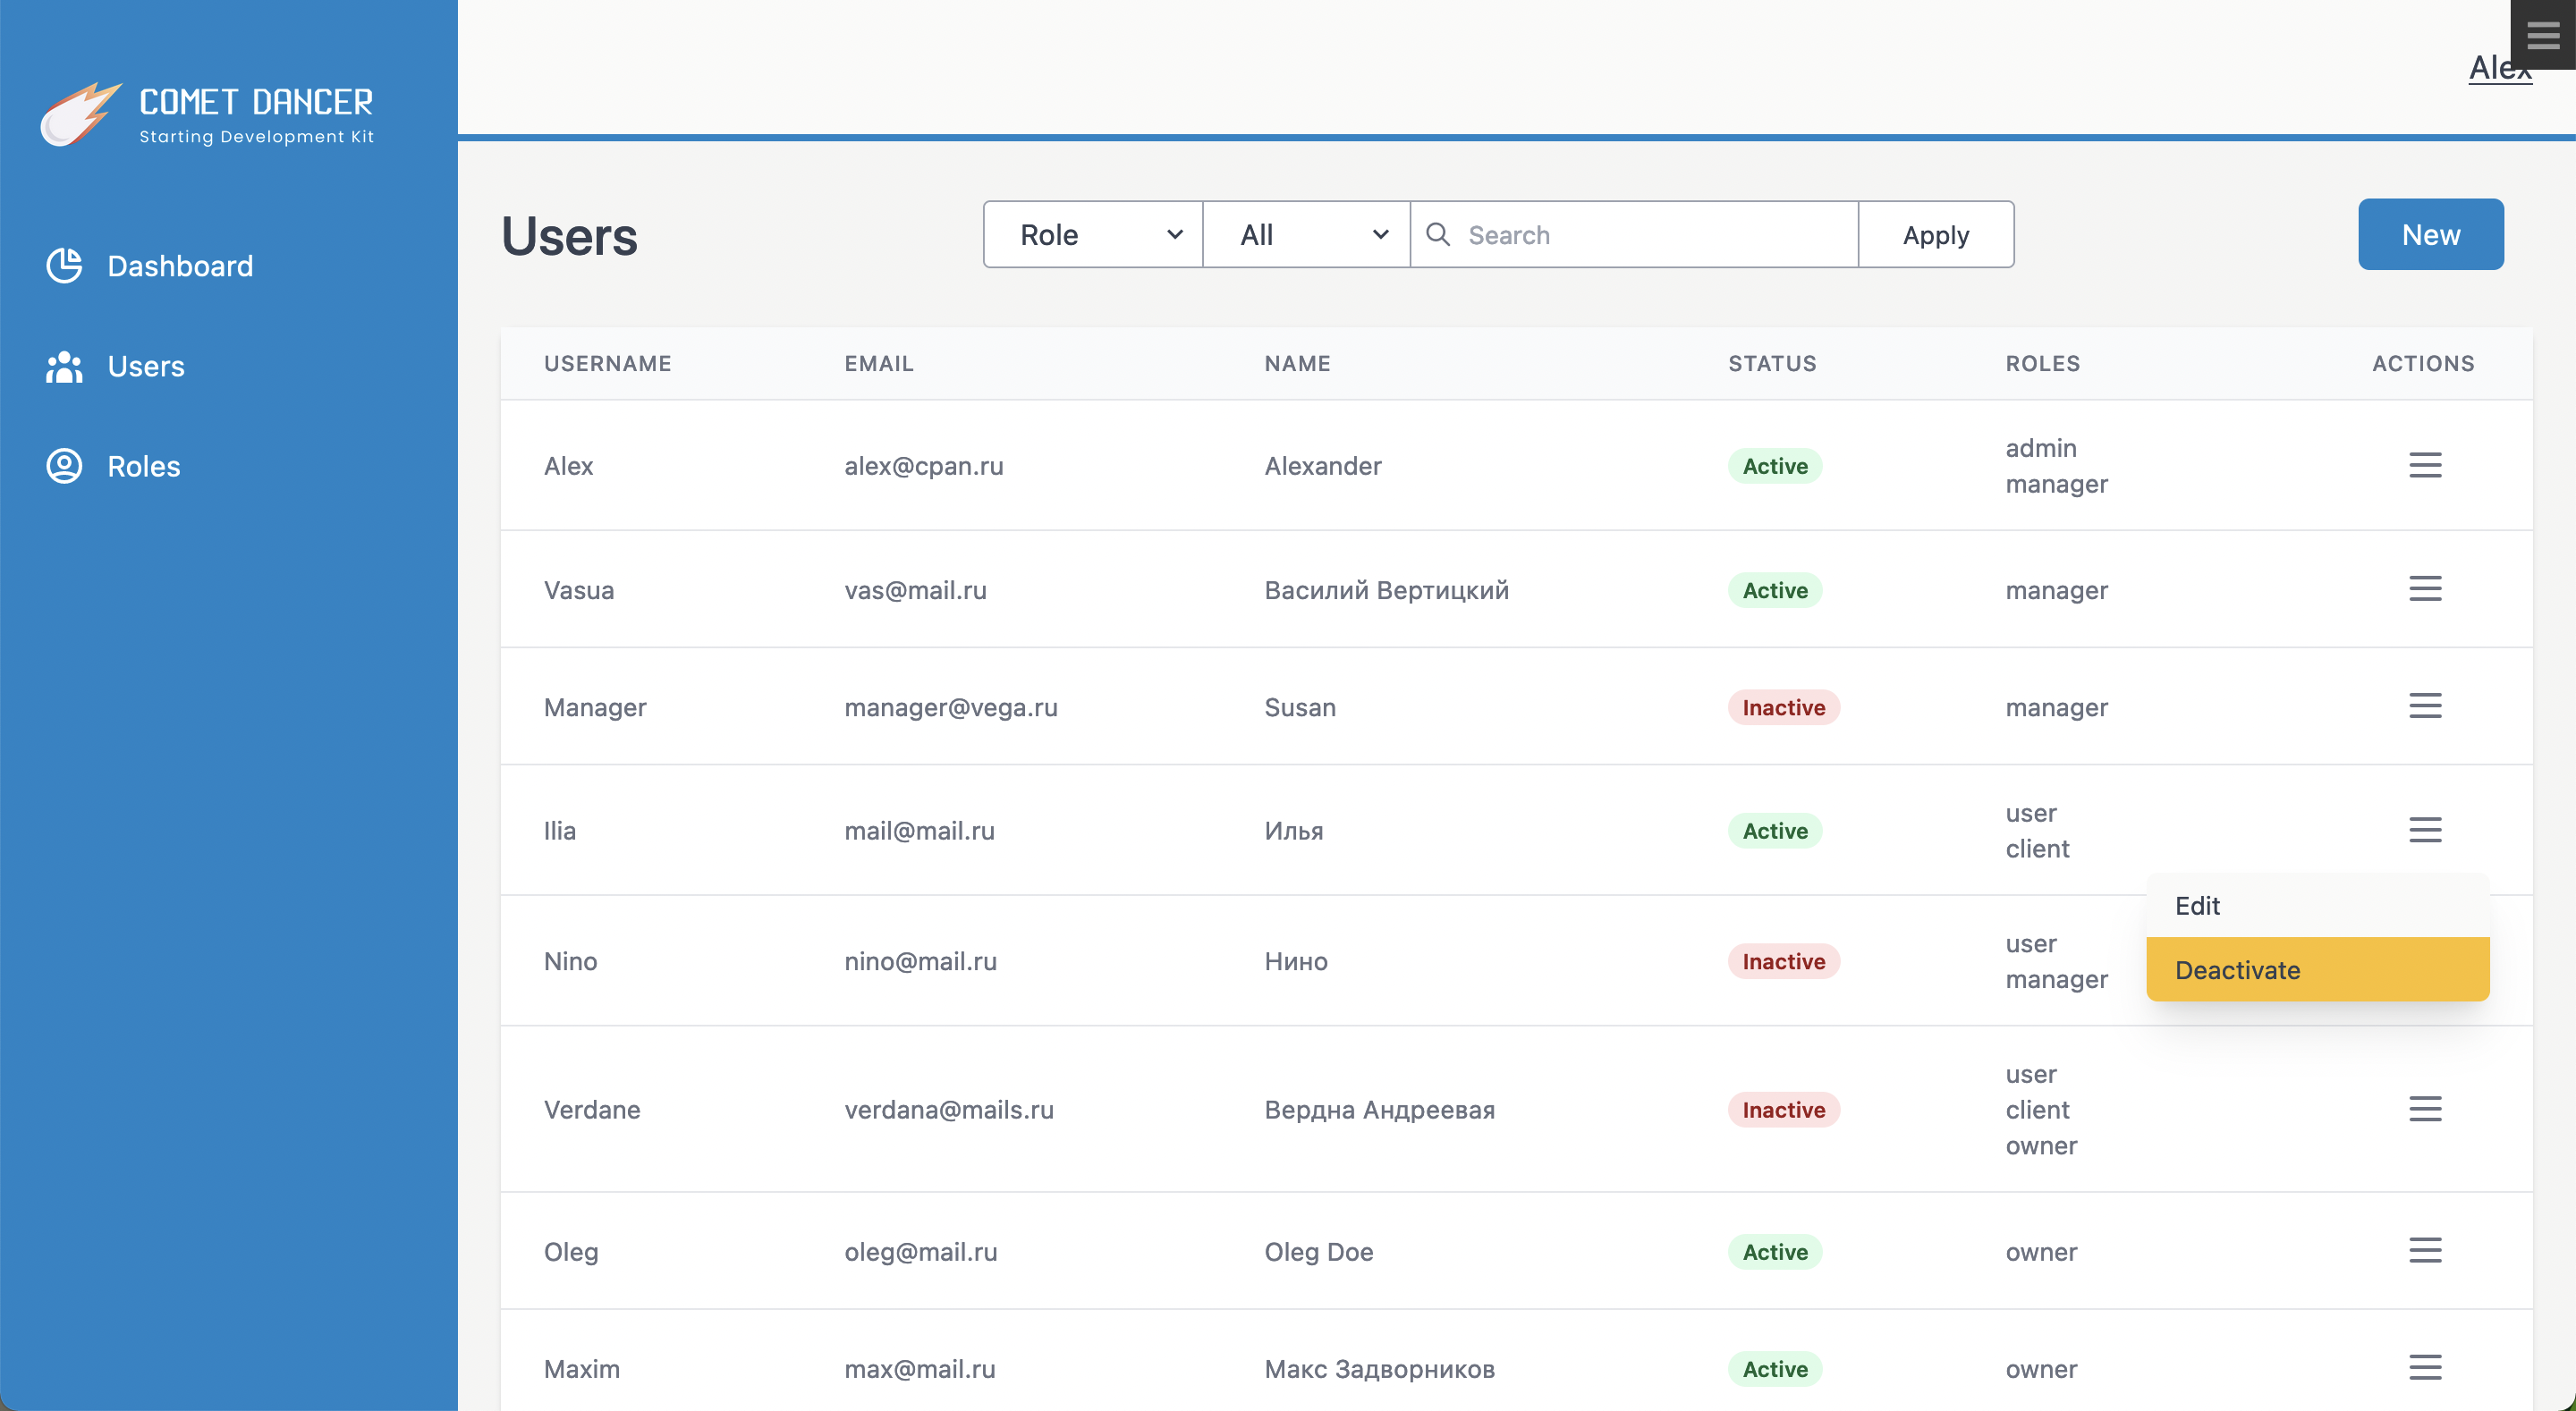 COMET DANCER
Starting Development Kit
Dashboard
Users
Roles
Alex
Users
Role
All
Search
Apply
New
USERNAME EMAIL NAME STATUS ROLES ACTIONS
Alex alex@cpan.ru Alexander Active admin
manager
Vasua vas@mail.ru Василий Вертицкий Active manager
Manager manager@vega.ru Susan Inactive manager
Ilia mail@mail.ru Илья Active user
client
Edit
Deactivate
Nino nino@mail.ru Нино Inactive user
manager
Verdane verdana@mails.ru Вердна Андреевая Inactive user
client
owner
Oleg oleg@mail.ru Oleg Doe Active owner
Maxim max@mail.ru Макс Задворников Active owner